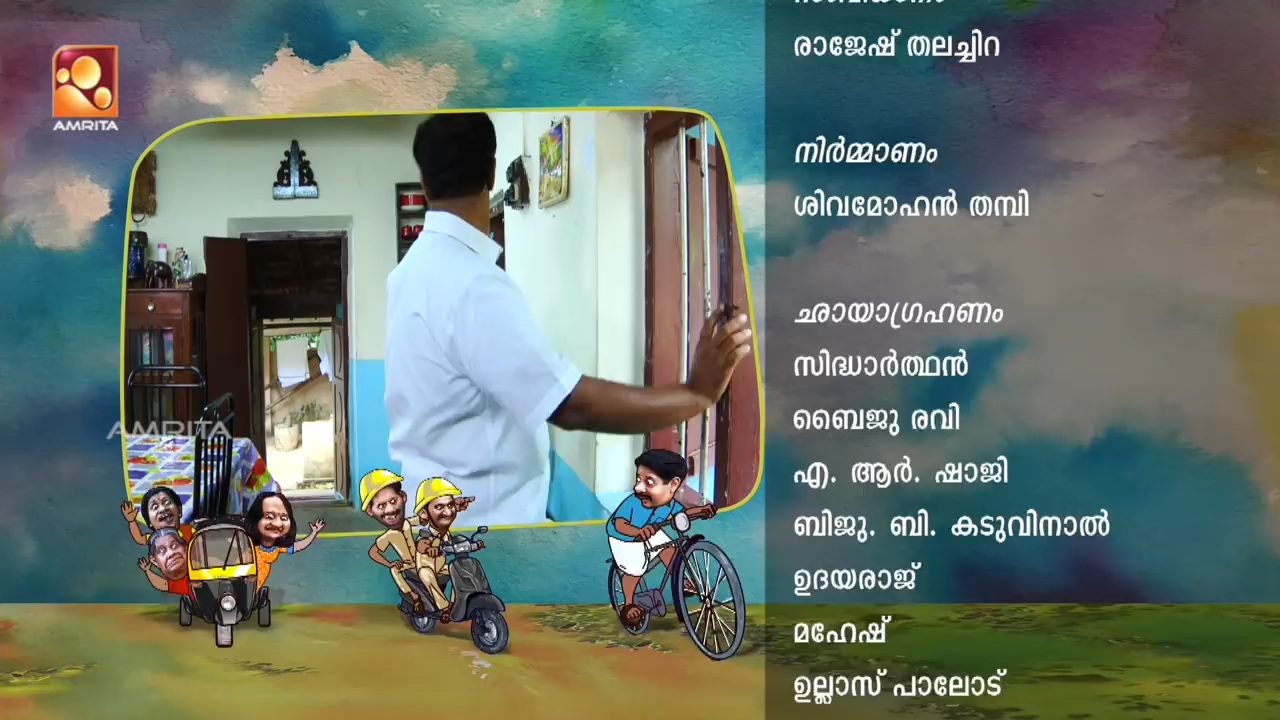 AMRITA
രാജേഷ് തലച്ചിറ
നിർമ്മാണം
ശിവമോഹൻ തമ്പി
ഛായാഗ്രഹണം
സിദ്ധാർത്ഥൻ
ബൈജു രവി
എ. ആർ. ഷാജി
ബിജു. ബി. കടുവിനാൽ
ഉദയരാജ്
മഹേഷ്
ഉല്ലാസ് പാലോട്
AMRITA